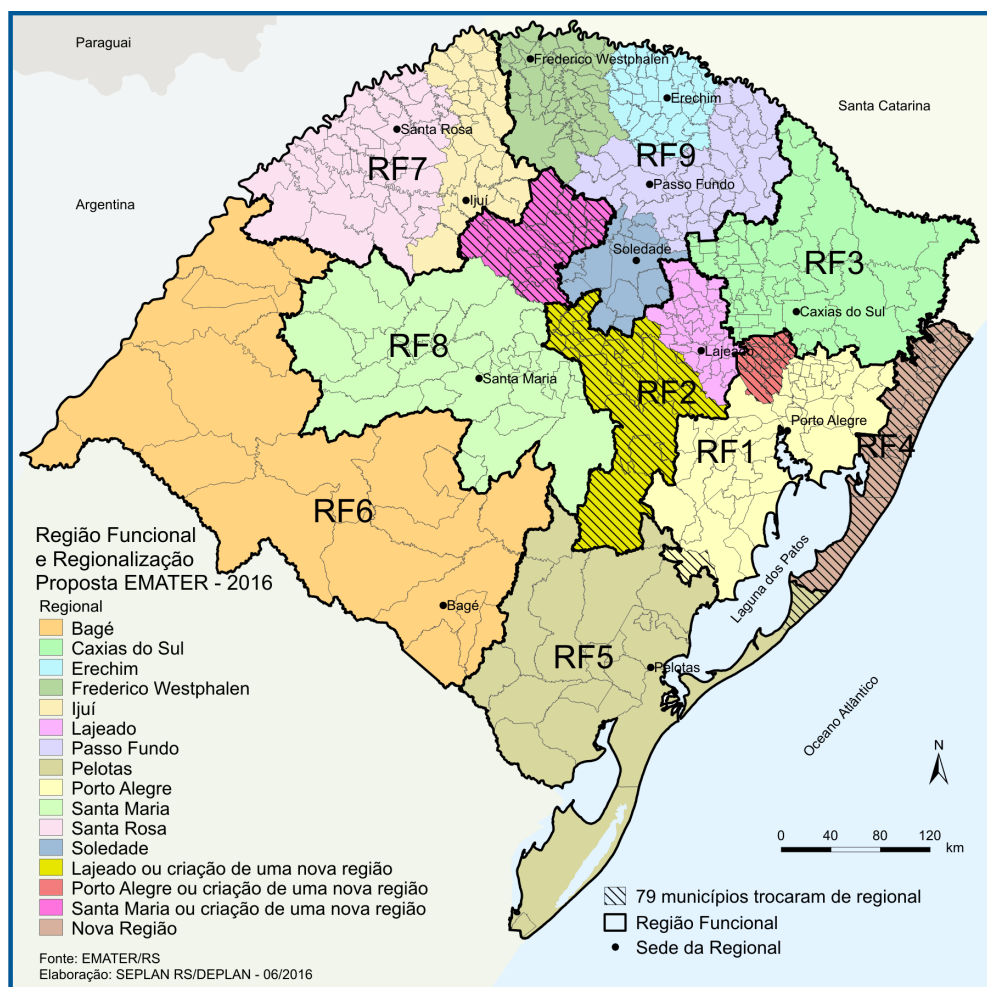 Paraguai
Frederico Westphalen
Erechim
Santa Catarina
Santa Rosa
RF9
RF7
Passo Fundo
Argentina
Ijuí
Soledade
RF3
Caxias do Sul
RF8
Lajeado
Santa Maria
RF2
Porto Alegre
RF4
RF1
RF6
Região Funcional
e Regionalização
Proposta EMATER - 2016
Laguna dos Patos
Regional
Bagé
Caxias do Sul
Erechim
Frederico Westphalen
Ijuí
Lajeado
Passo Fundo
Pelotas
Porto Alegre
Santa Maria
Santa Rosa
Soledade
Lajeado ou criação de uma nova região
Porto Alegre ou criação de uma nova região
Santa Maria ou criação de uma nova região
Nova Região
Bagé
RF5
Pelotas
Oceano Atlântico
N
0 40 80 120
km
79 municípios trocaram de regional
Região Funcional
Sede da Regional
Fonte: EMATER/RS
Elaboração: SEPLAN RS/DEPLAN - 06/2016